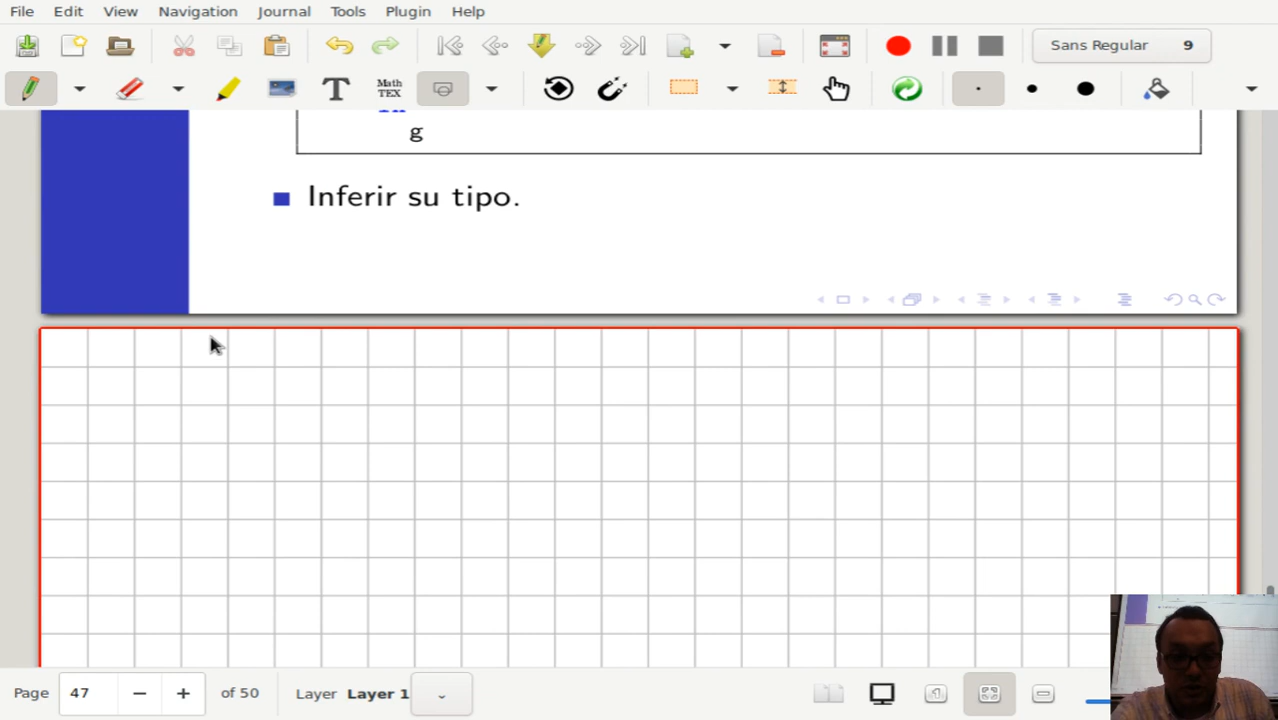 File Edit View Navigation Journal Tools Plugin Help
Sans Regular 9
T Math TEX
g
Inferir su tipo.
Page 47 of 50 Layer Layer 1